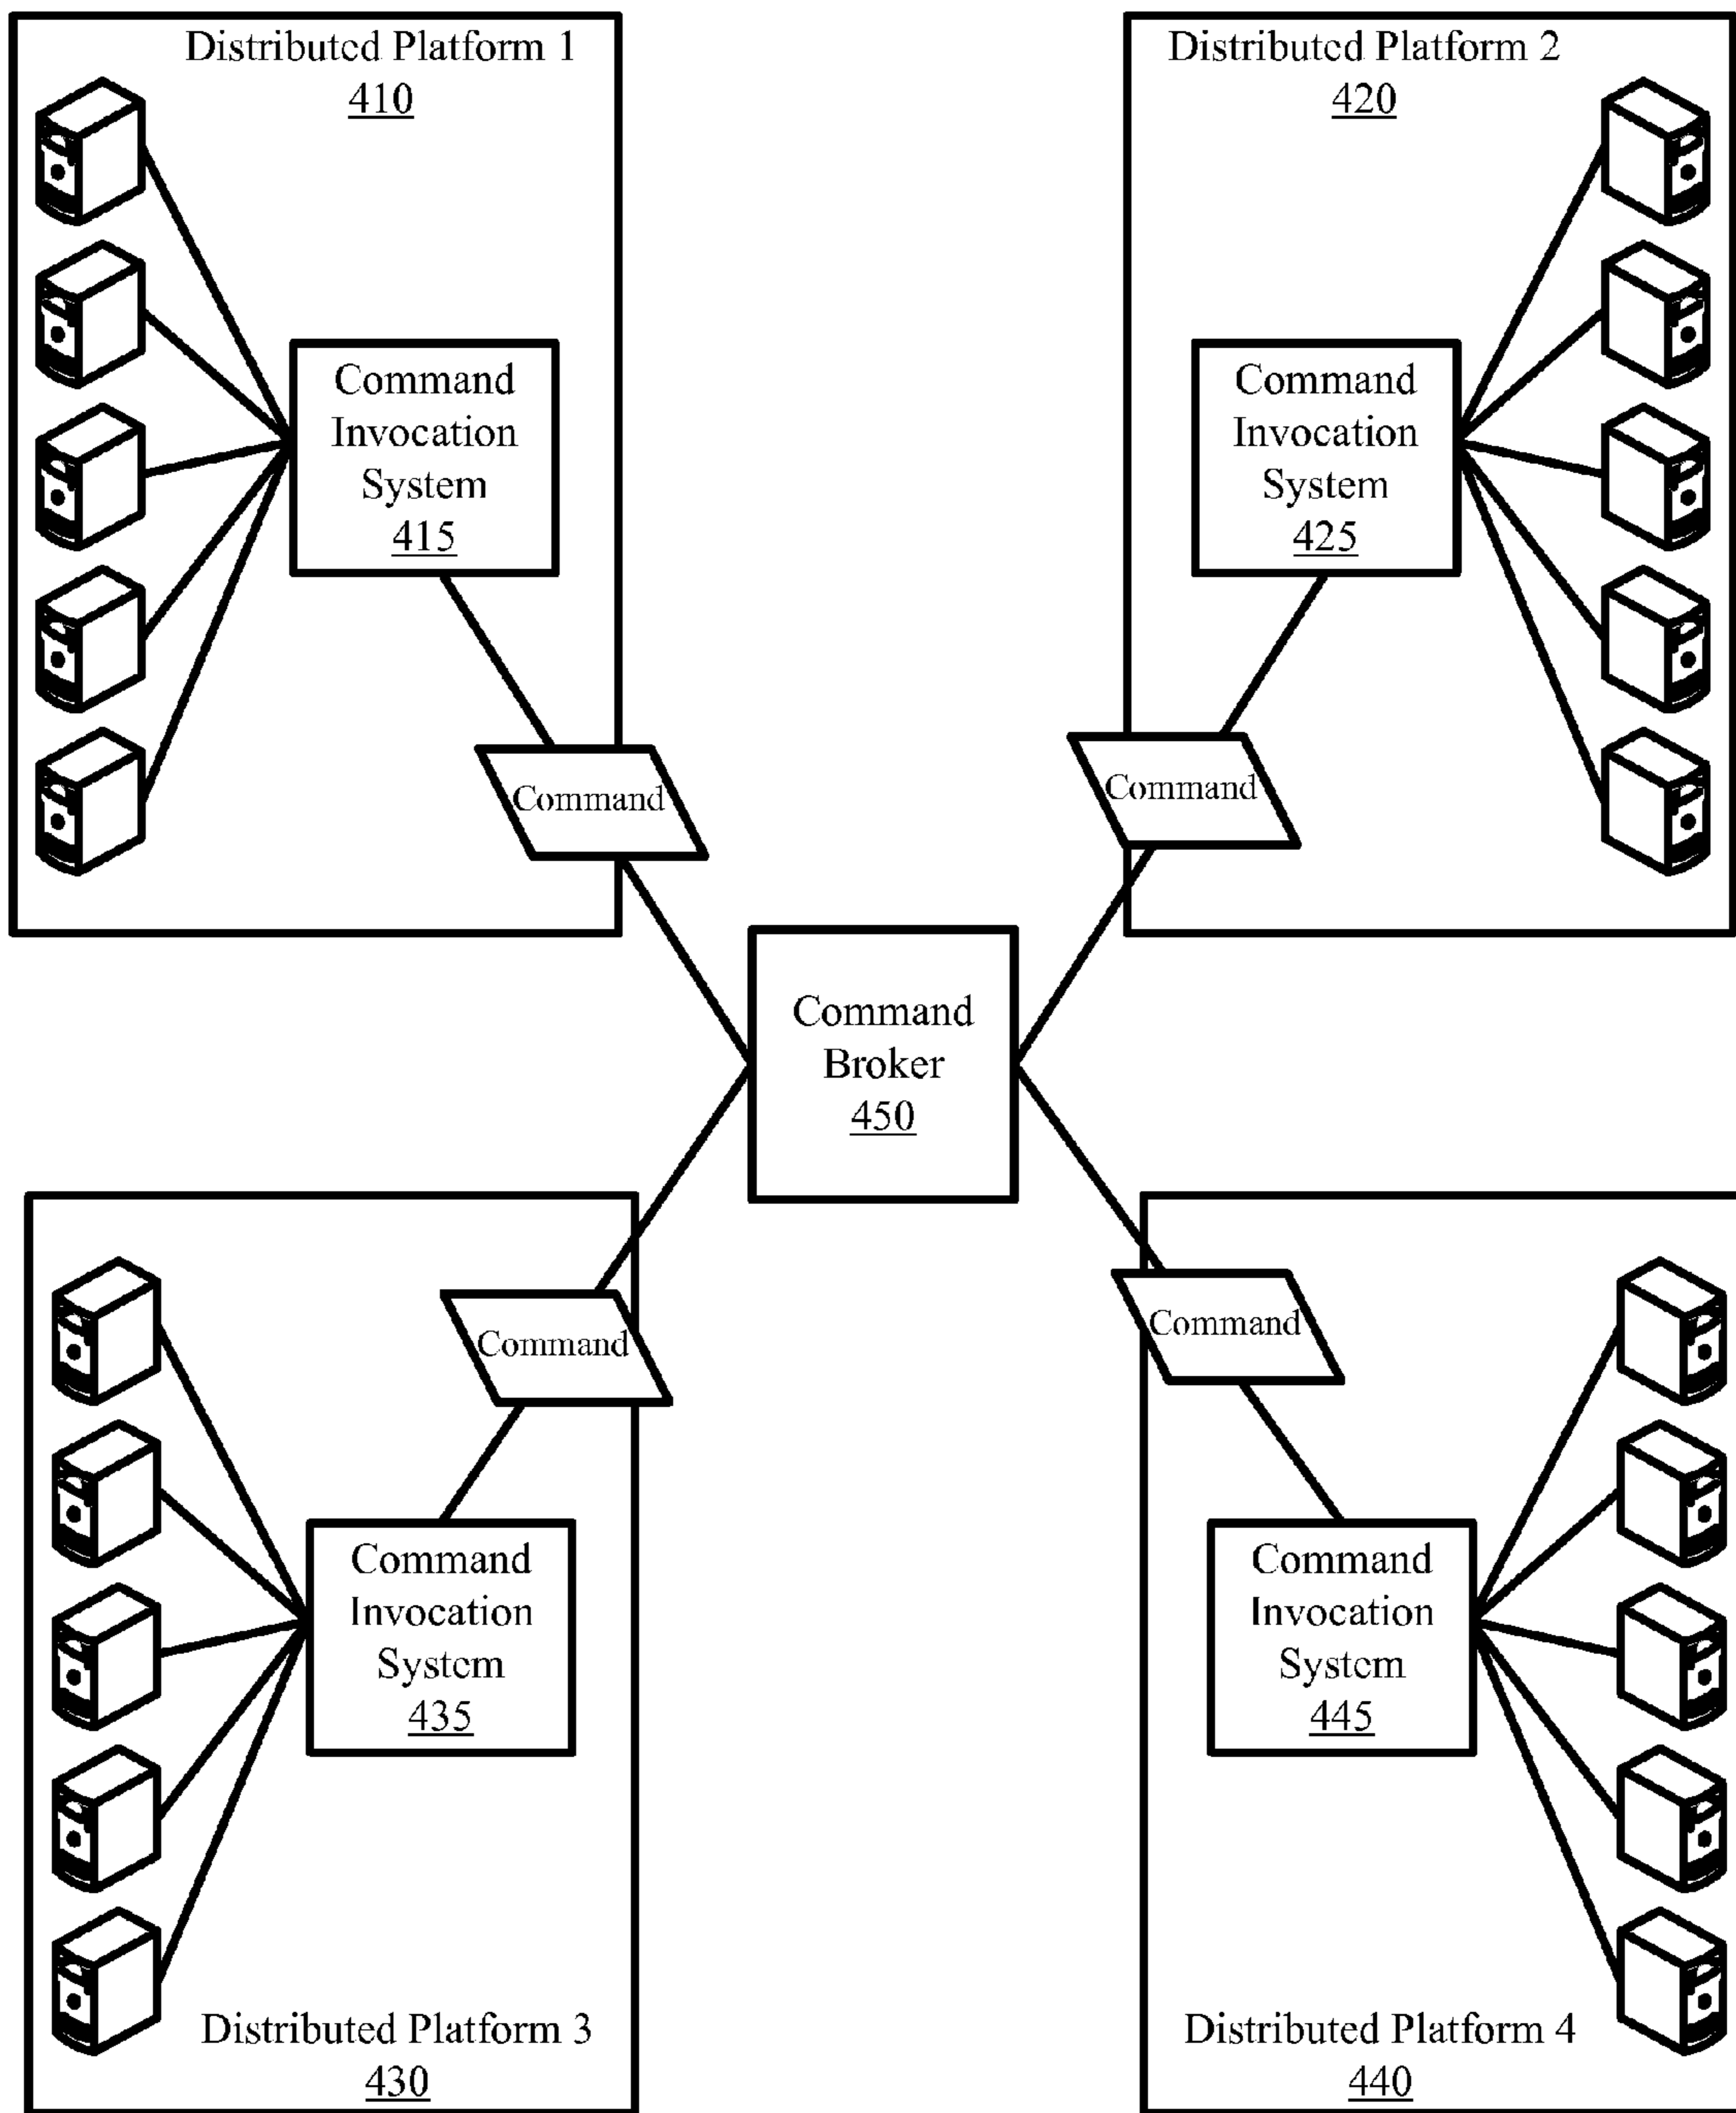 Distributed Platform 1
410
Distributed Platform 2
420
Command
Invocation
System
415
Command
Invocation
System
425
Command
Command
Command
Broker
450
Command
Command
Command
Invocation
System
435
Command
Invocation
System
445
Distributed Platform 3
430
Distributed Platform 4
440